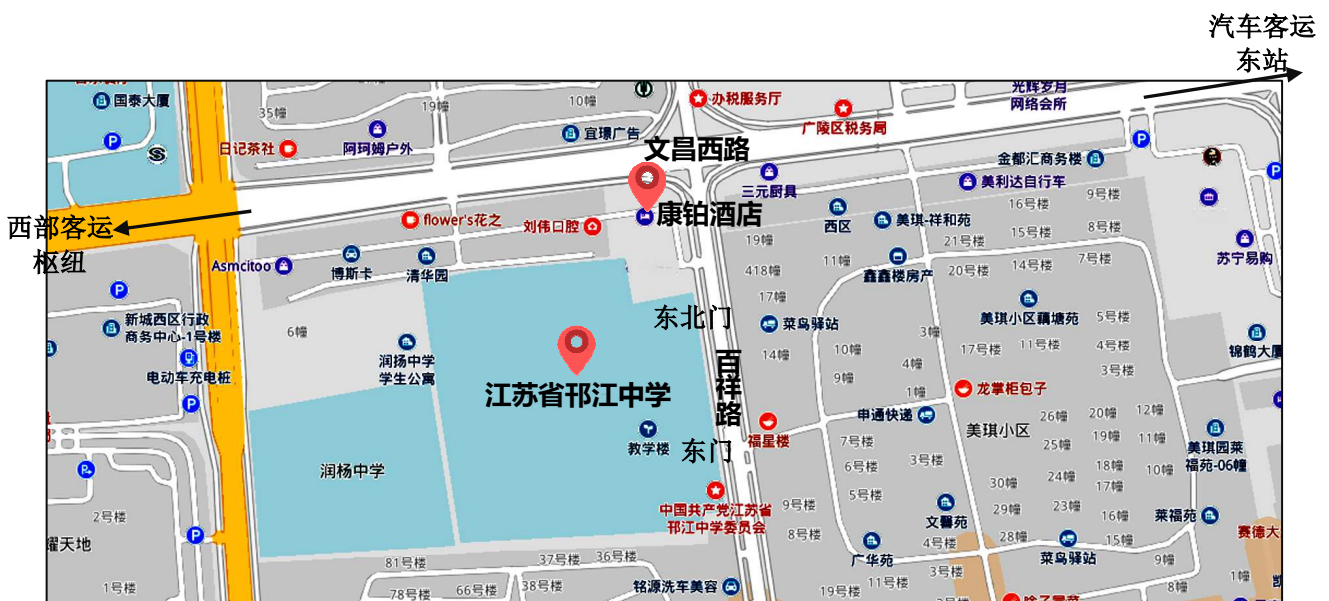 汽车客运
东站
国泰大厦
P
35幢
19幢
10幢
办税服务厅
广陵区税务局
光辉岁月
网络会所
日记茶社
阿珂姆户外
宜璟广告
文昌西路
金都汇商务楼
P
P
三元厨具
美利达自行车
16号楼
9号楼
西部客运
枢纽
flower's花之
刘伟口腔
康铂酒店
西区
美琪-祥和苑
15号楼
8号楼
19幢
21号楼
Asmcitoo
博斯卡
清华园
418幢
11幢
鑫鑫楼房产
20号楼
14号楼
7号楼
苏宁易购
P
17幢
新城西区行政
商务中心-1号楼
6幢
东北门
菜鸟驿站
美琪小区藕塘苑
5号楼
3幢
锦鹤大厦
润扬中学
学生公寓
14幢
10幢
17号楼
11号楼
4号楼
电动车充电桩
江苏省邗江中学
百祥路
9幢
4幢
1幢
3号楼
龙掌柜包子
P
申通快递
26幢
20幢
12幢
教学楼
东门
福星楼
7号楼
美琪小区
25幢
19幢
11幢
美琪园莱
福苑-06幢
P
润杨中学
6号楼
3号楼
18幢
10幢
24幢
17幢
30幢
中国共产党江苏省
邗江中学委员会
9号楼
5号楼
文馨苑
29幢
23幢
16幢
莱福苑
2号楼
P
8号楼
赛德大
耀天地
4号楼
28幢
15幢
广华苑
菜鸟驿站
81号楼
37号楼
36号楼
3号楼
9幢
1号楼
78号楼
66号楼
38号楼
铭源洗车美容
19号楼
11号楼
8幢
1幢